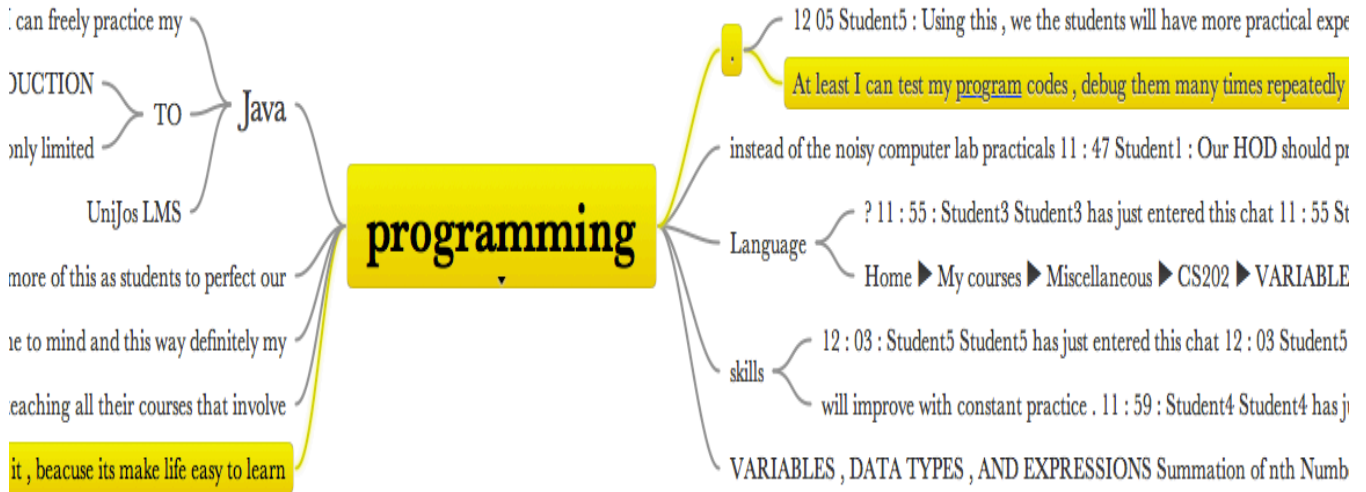 I can freely practice my
DUCTION
TO
only limited
Java
UniJos LMS
more of this as students to perfect our
to mind and this way definitely my
teaching all their courses that involve
it , beacuse its make life easy to learn
programming
.
12 05 Student5 : Using this , we the students will have more practical expe
At least I can test my program codes , debug them many times repeatedly
instead of the noisy computer lab practicals 11 : 47 Student1 : Our HOD should pr
Language
? 11 : 55 : Student3 Student3 has just entered this chat 11 : 55 St
Home ▶ My courses ▶ Miscellaneous ▶ CS202 ▶ VARIABLE
skills
12 : 03 : Student5 Student5 has just entered this chat 12 : 03 Student5
will improve with constant practice . 11 : 59 : Student4 Student4 has ju
VARIABLES , DATA TYPES , AND EXPRESSIONS Summation of nth Numb